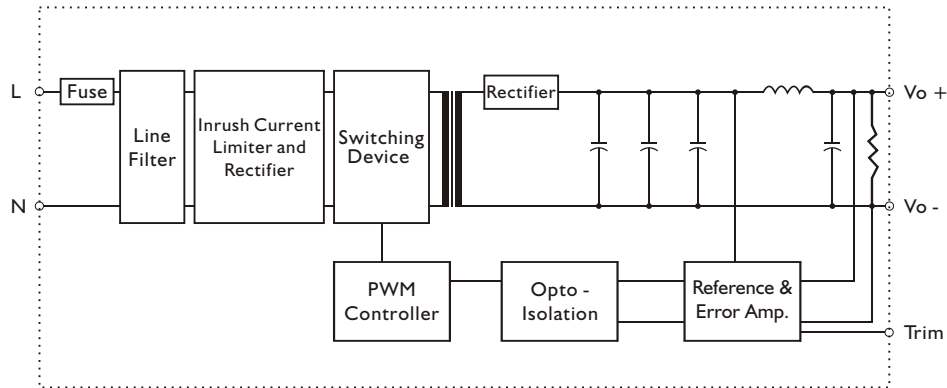 L
Fuse
Line
Filter
Inrush Current
Limiter and
Rectifier
Switching
Device
Rectifier
Vo +
N
Vo -
PWM
Controller
Opto -
Isolation
Reference &
Error Amp.
Trim